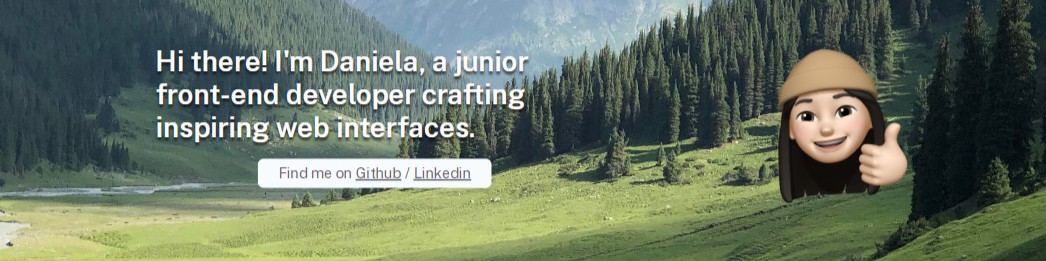 Hi there! I'm Daniela, a junior
front-end developer crafting
inspiring web interfaces.
Find me on Github / Linkedin